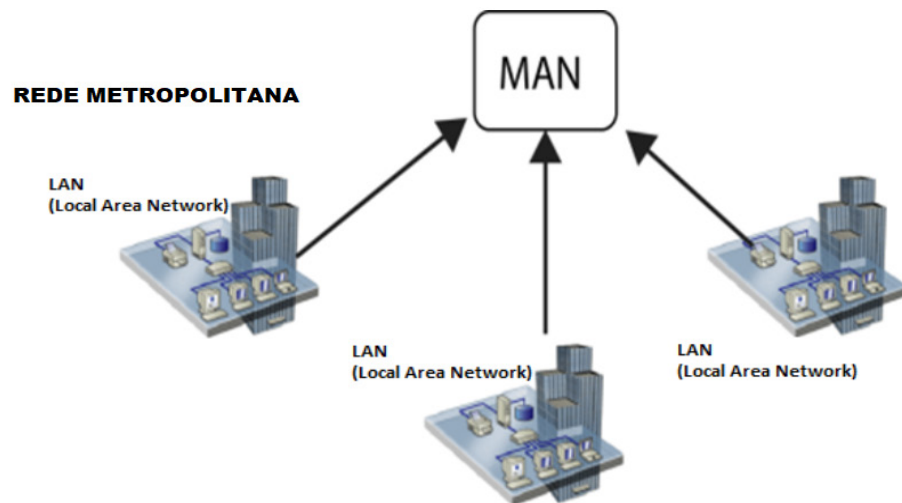 MAN
REDE METROPOLITANA
LAN
(Local Area Network)
LAN
(Local Area Network)
LAN
(Local Area Network)